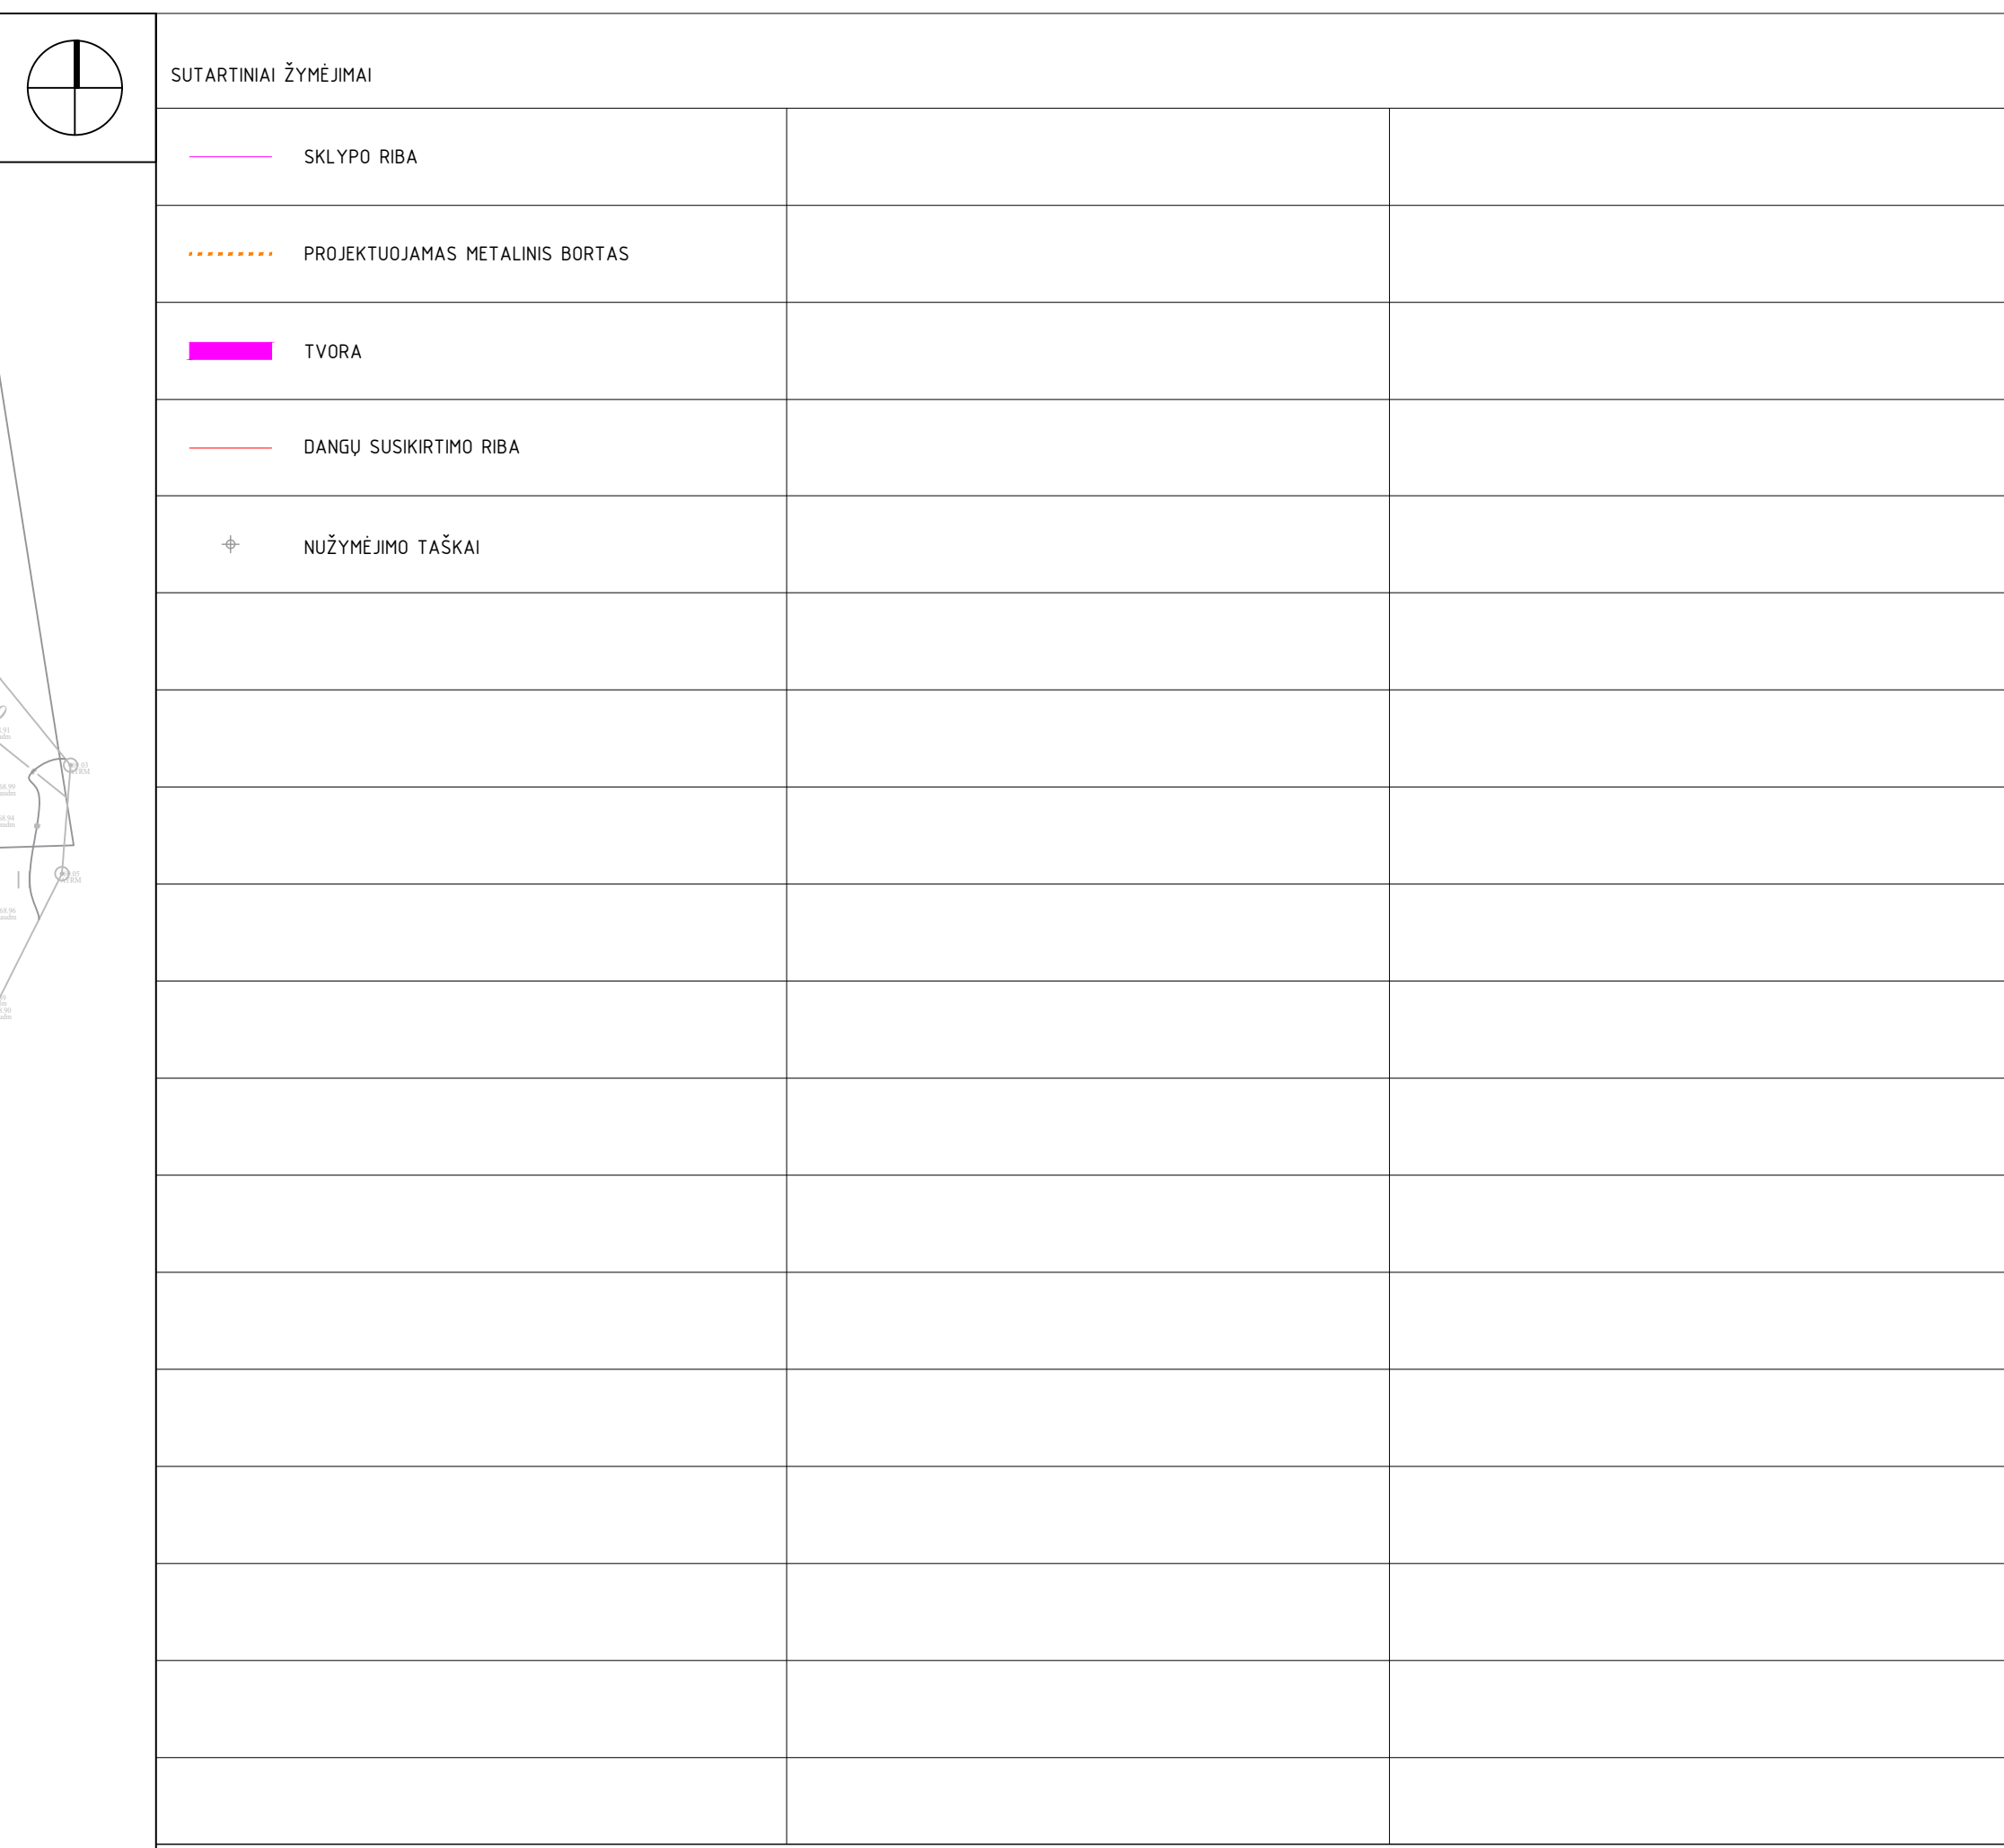 SUTARTINIAI ŽYMĖJIMAI
SKLYPO RIBA
PROJEKTUOJAMAS METALINIS BORTAS
TVORA
DANGŲ SUSIKIRTIMO RIBA
NUŽYMĖJIMO TAŠKAI